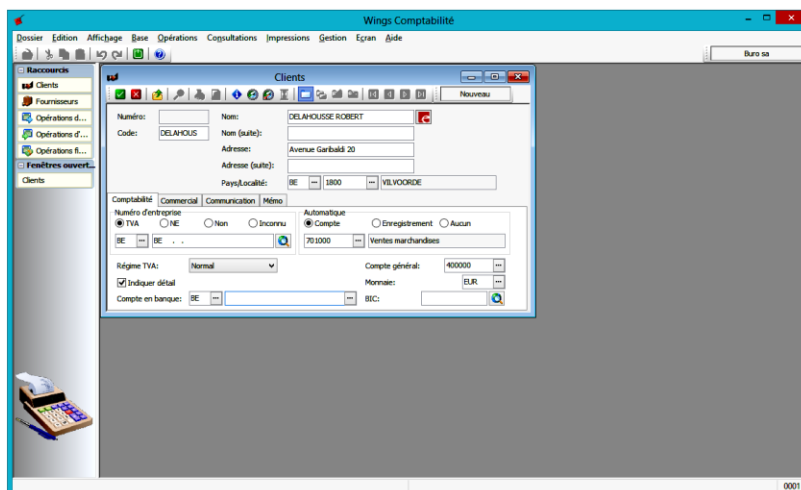 Wings Comptabilité
Dossier Edition Affichage Base Opérations Consultations Impressions Gestion Ecran Aide
Buro sa
Raccourcis
Clients
Fournisseurs
Opérations d...
Opérations d'...
Opérations fi...
Fenêtres ouvert...
Clients
Clients
Nouveau
Numéro:
Nom: DELAHOUSSE ROBERT
Code: DELAHOUS
Nom (suite):
Adresse: Avenue Garibaldi 20
Adresse (suite):
Pays/Localité: BE ... 1800 ... VILVOORDE
Comptabilité Commercial Communication Mémo
Numéro d'entreprise
TVA NE Non Inconnu
BE ... BE . .
Automatique
Compte Enregistrement Aucun
701000 ... Ventes marchandises
Régime TVA: Normal
Compte général: 400000 ...
Indiquer détail
Monnaie: EUR ...
Compte en banque: BE ... ...
BIC:
0001